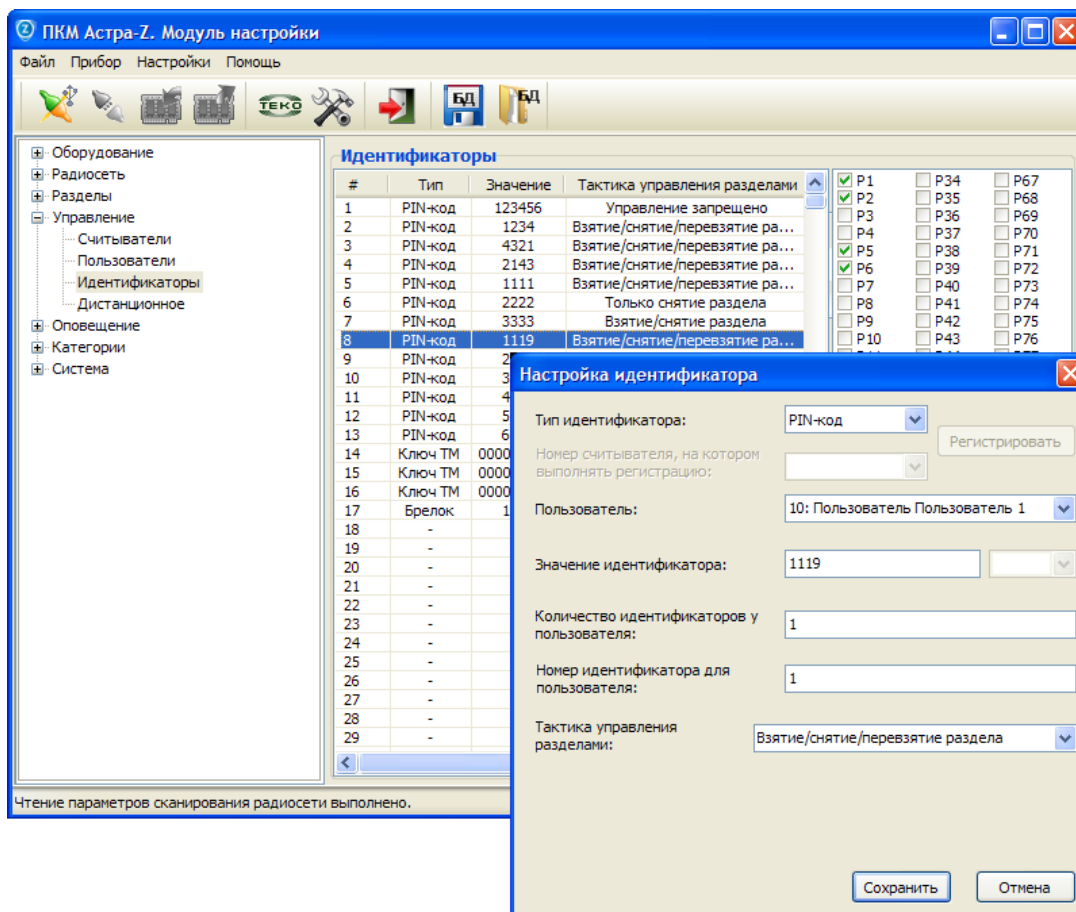 ПКМ Астра-Z. Модуль настройки
Файл Прибор Настройки Помощь
ТЕКО БД БД
Оборудование
Радиосеть
Разделы
Управление
Считыватели
Пользователи
Идентификаторы
Дистанционное
Оповещение
Категории
Система
Идентификаторы
# Тип Значение Тактика управления разделами
1 PIN-код 123456 Управление запрещено
2 PIN-код 1234 Взятие/снятие/перевзятие ра...
3 PIN-код 4321 Взятие/снятие/перевзятие ра...
4 PIN-код 2143 Взятие/снятие/перевзятие ра...
5 PIN-код 1111 Взятие/снятие/перевзятие ра...
6 PIN-код 2222 Только снятие раздела
7 PIN-код 3333 Взятие/снятие раздела
8 PIN-код 1119 Взятие/снятие/перевзятие ра...
9 PIN-код 2
10 PIN-код 3
11 PIN-код 4
12 PIN-код 5
13 PIN-код 6
14 Ключ ТМ 0000
15 Ключ ТМ 0000
16 Ключ ТМ 0000
17 Брелок 1
18 -
19 -
20 -
21 -
22 -
23 -
24 -
25 -
26 -
27 -
28 -
29 -
P1 P34 P67
P2 P35 P68
P3 P36 P69
P4 P37 P70
P5 P38 P71
P6 P39 P72
P7 P40 P73
P8 P41 P74
P9 P42 P75
P10 P43 P76
Настройка идентификатора
Тип идентификатора: PIN-код
Регистрировать
Номер считывателя, на котором
выполнять регистрацию:
Пользователь: 10: Пользователь Пользователь 1
Значение идентификатора: 1119
Количество идентификаторов у
пользователя: 1
Номер идентификатора для
пользователя: 1
Тактика управления
разделами: Взятие/снятие/перевзятие раздела
Сохранить Отмена
Чтение параметров сканирования радиосети выполнено.